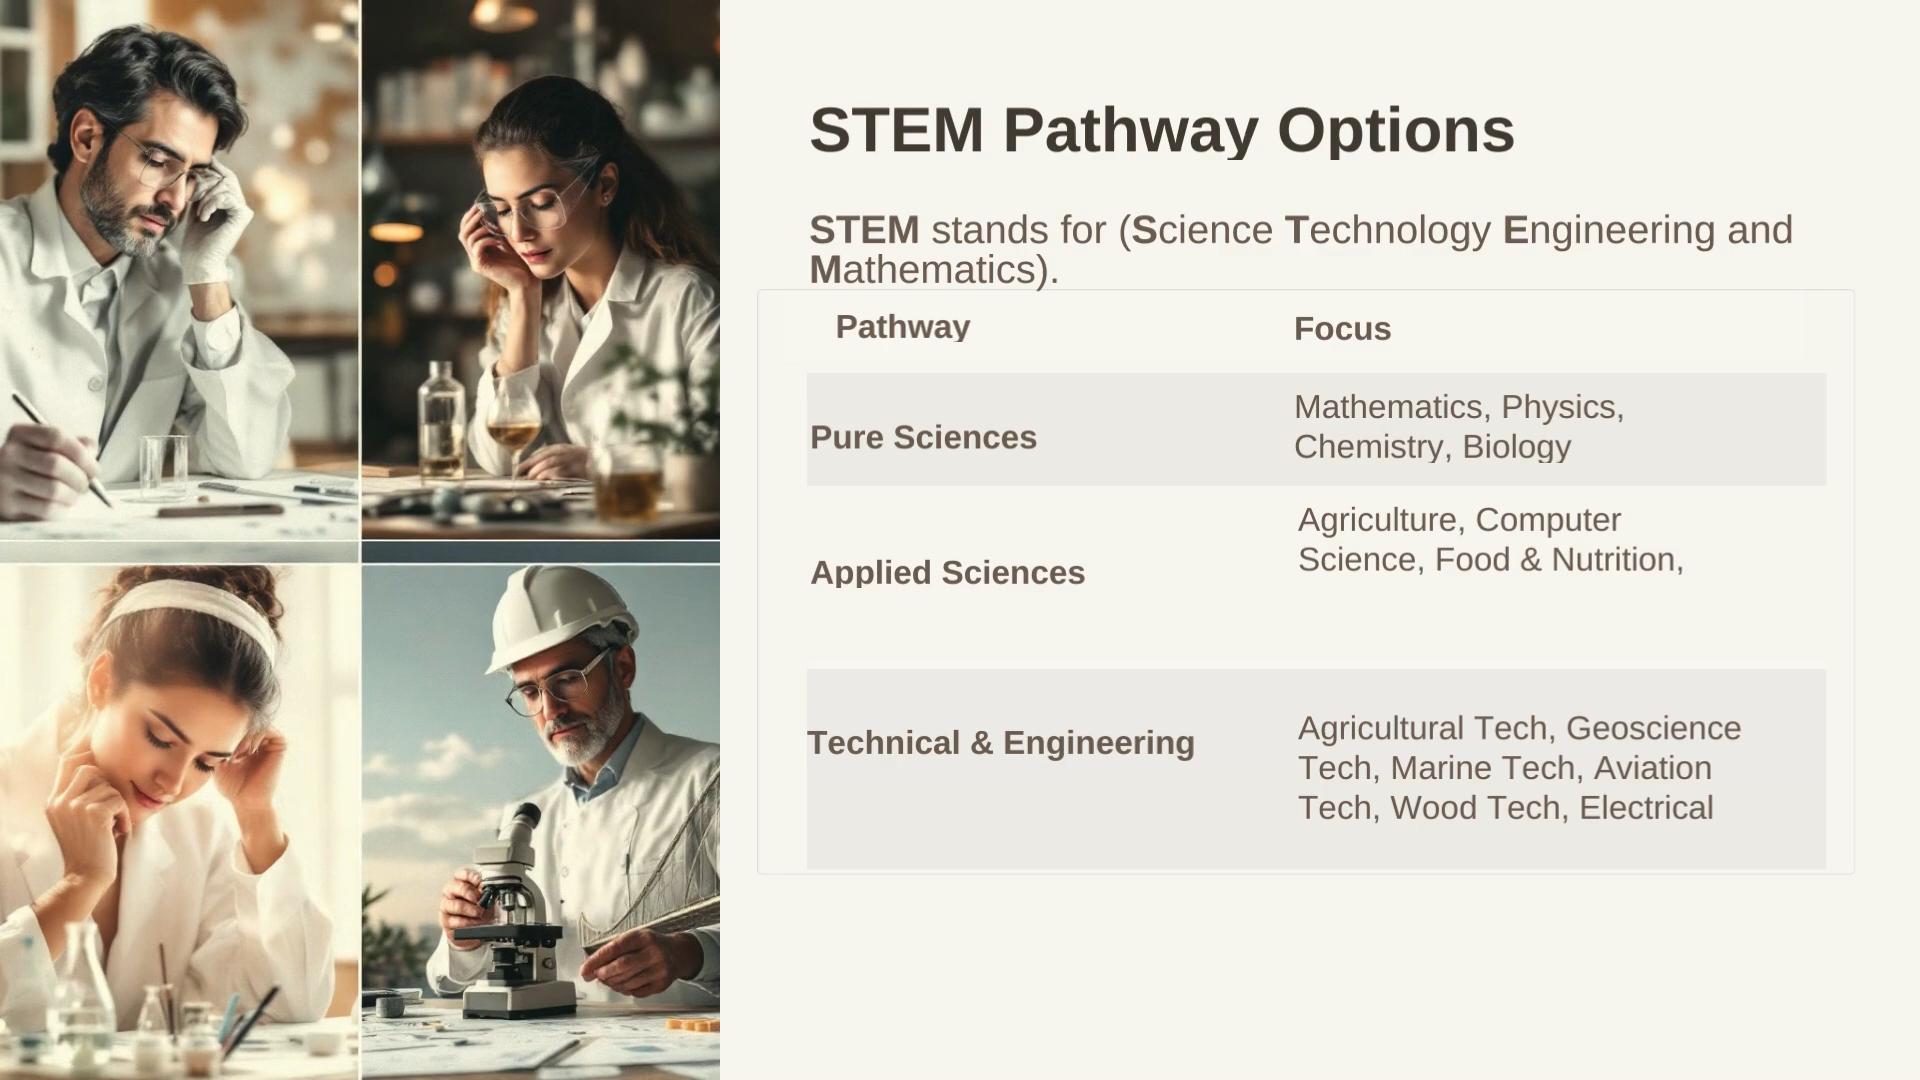 STEM Pathway Options
STEM stands for (Science Technology Engineering and
Mathematics).
Pathway
Focus
Pure Sciences
Mathematics, Physics,
Chemistry, Biology
Applied Sciences
Agriculture, Computer
Science, Food & Nutrition,
Technical & Engineering
Agricultural Tech, Geoscience
Tech, Marine Tech, Aviation
Tech, Wood Tech, Electrical